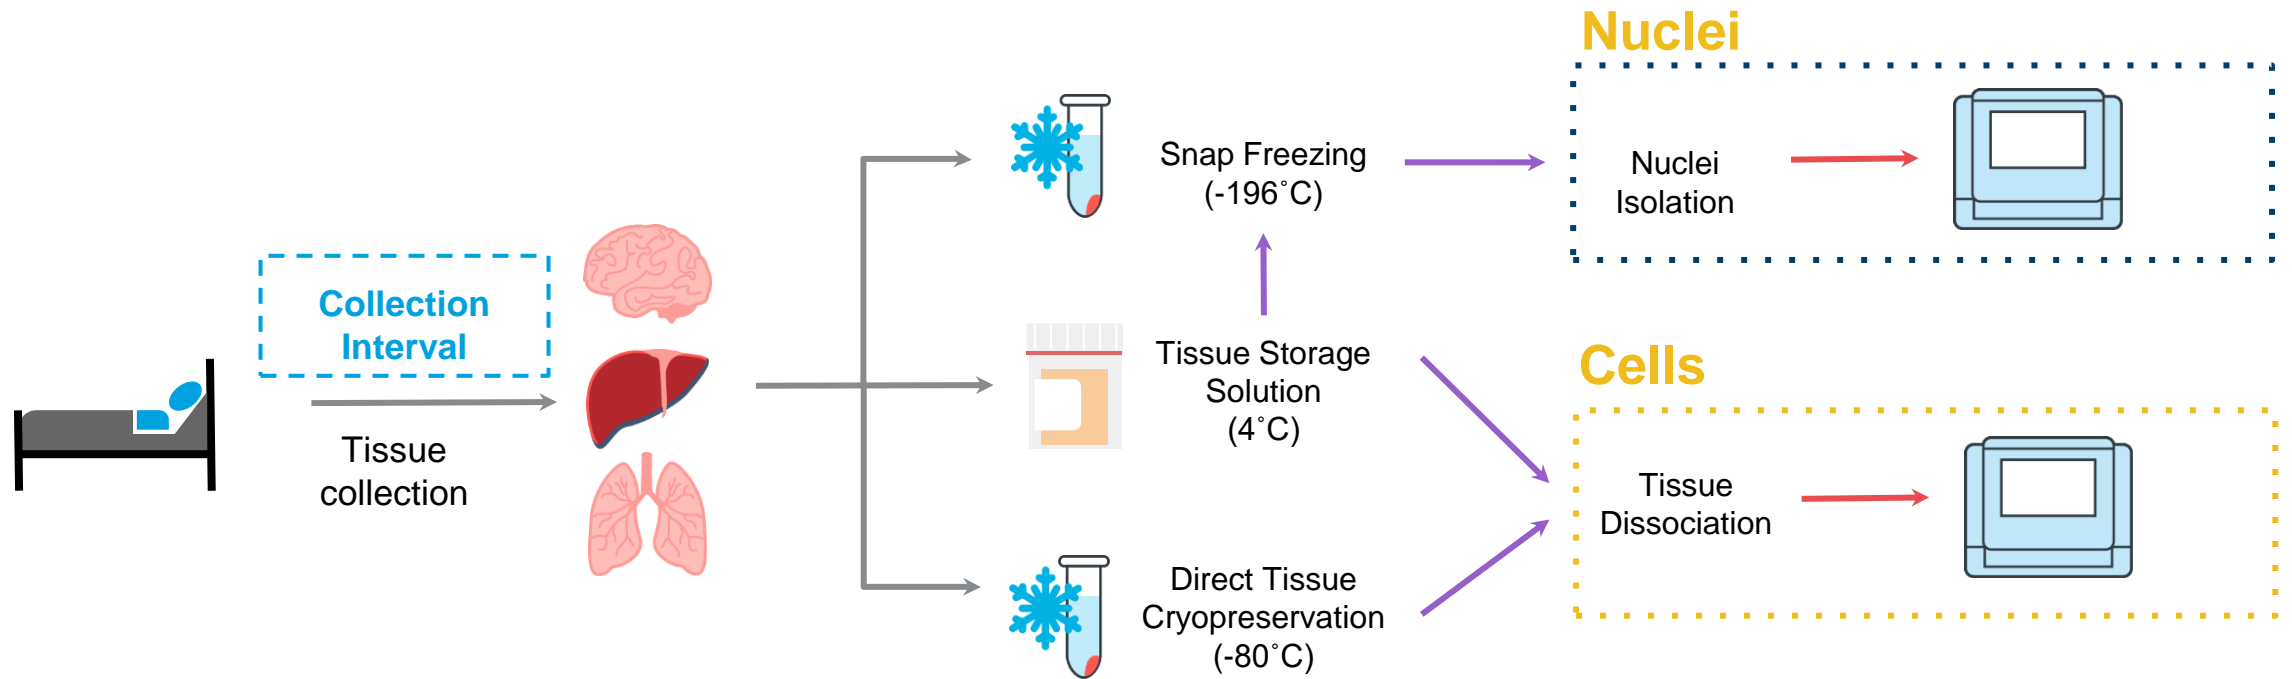 Collection
Interval
Tissue
collection
Snap Freezing
(-196˚C)
Tissue Storage
Solution
(4˚C)
Direct Tissue
Cryopreservation
(-80˚C)
Nuclei
Nuclei
Isolation
Cells
Tissue
Dissociation